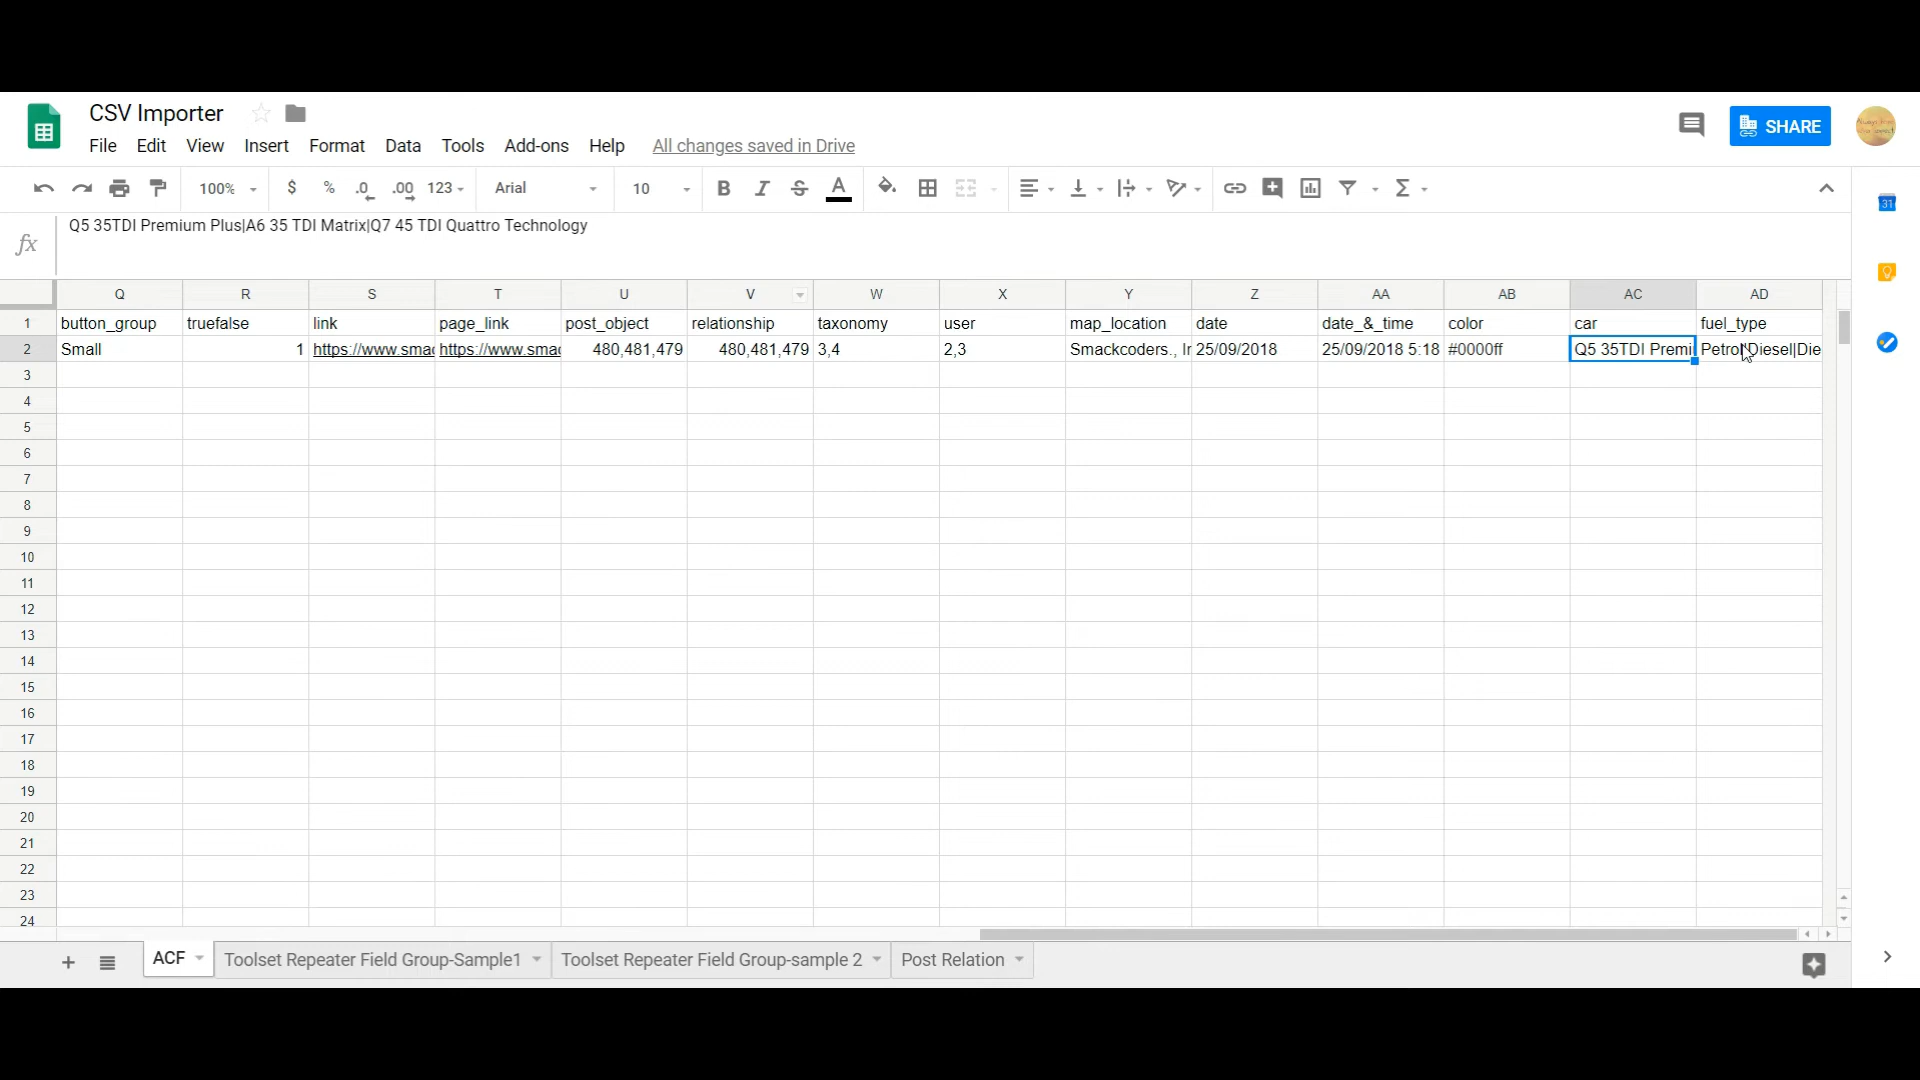 CSV Importer
SHARE
File Edit View Insert Format Data Tools Add-ons Help All changes saved in Drive
100% $ % .0 .00 123 Arial 10 B I S A
31
fx Q5 35TDI Premium Plus|A6 35 TDI Matrix|Q7 45 TDI Quattro Technology
Q R S T U V W X Y Z AA AB AC AD
1 button_group truefalse link page_link post_object relationship taxonomy user map_location date date_&_time color car fuel_type
2 Small 1 https://www.smac https://www.smac 480,481,479 480,481,479 3,4 2,3 Smackcoders., Ir 25/09/2018 25/09/2018 5:18 #0000ff Q5 35TDI Premi Petrol|Diesel|Die
3
4
5
6
7
8
9
10
11
12
13
14
15
16
17
18
19
20
21
22
23
24
+ ACF Toolset Repeater Field Group-Sample1 Toolset Repeater Field Group-sample 2 Post Relation